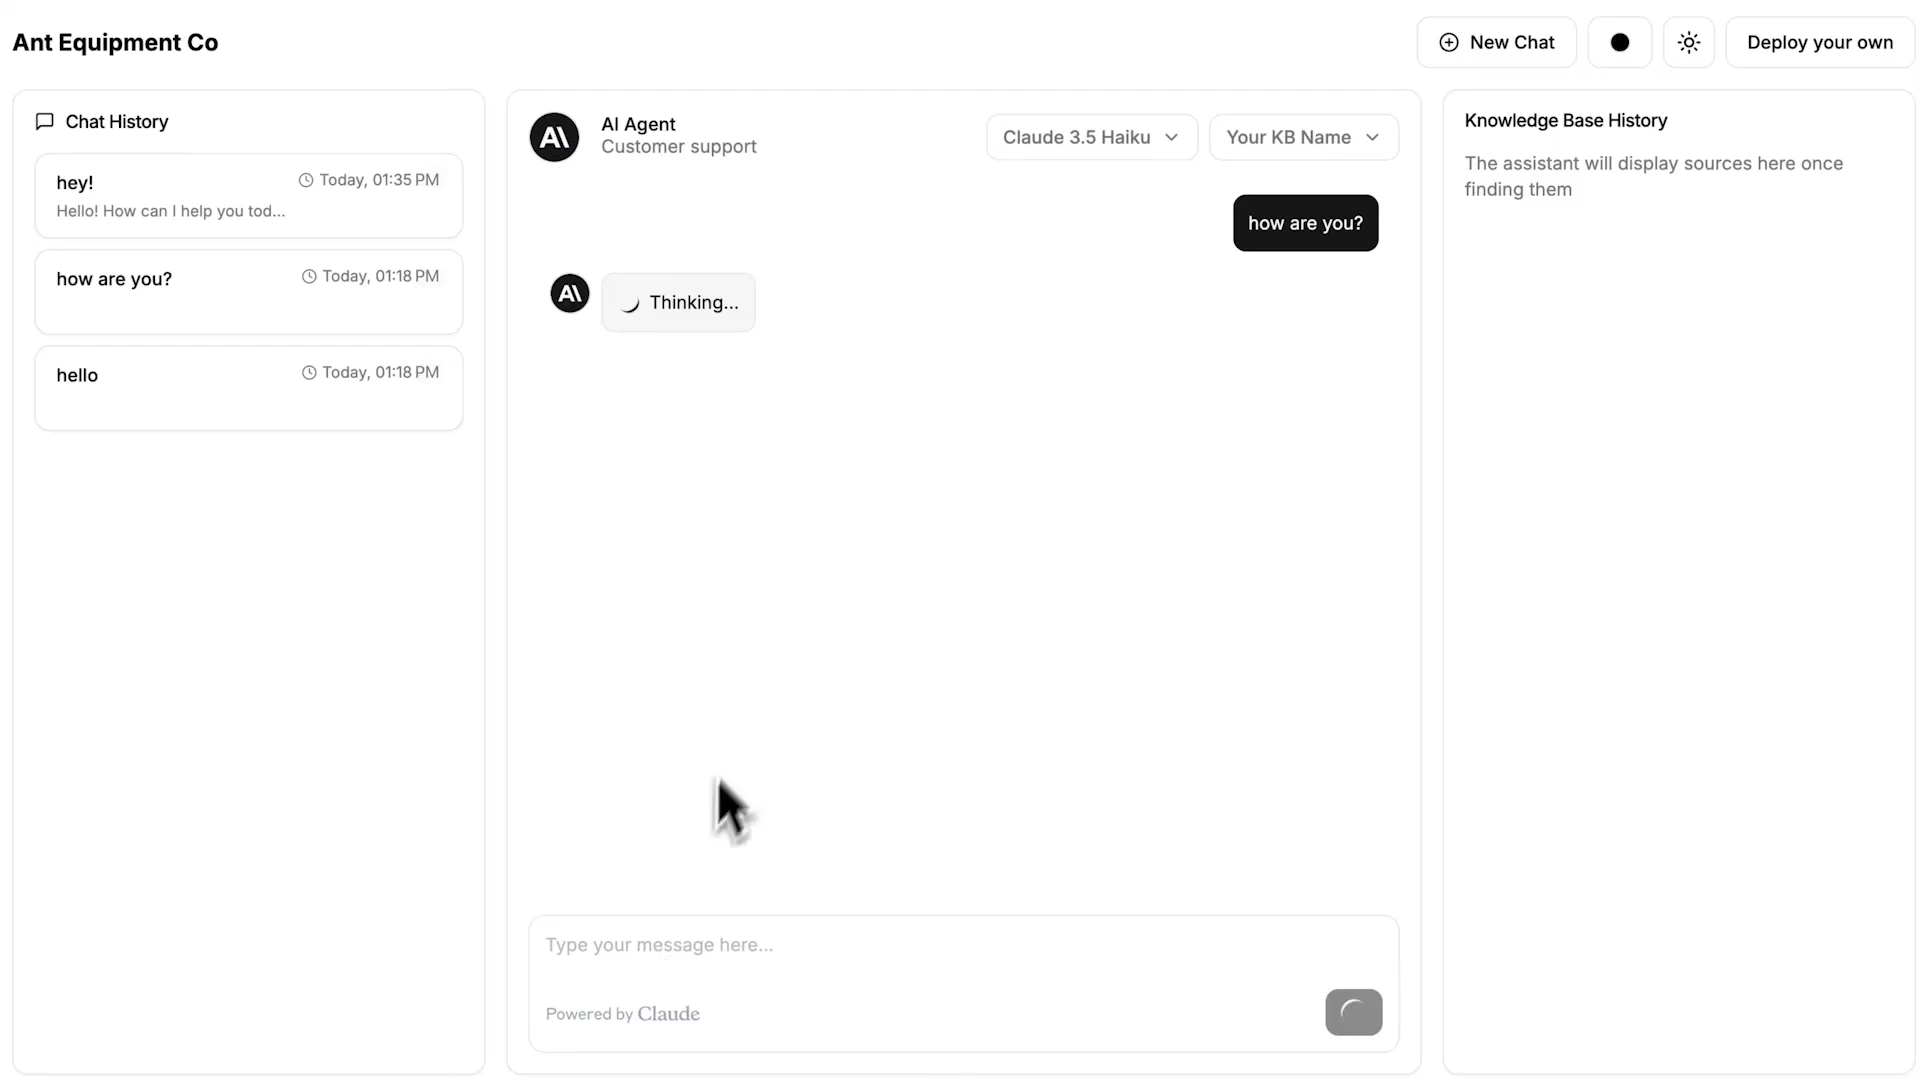 Ant Equipment Co
New Chat
Deploy your own
Chat History
hey!
Today, 01:35 PM
Hello! How can I help you tod...
how are you?
Today, 01:18 PM
hello
Today, 01:18 PM
AI Agent
Customer support
Claude 3.5 Haiku
Your KB Name
how are you?
Thinking...
Type your message here...
Powered by Claude
Knowledge Base History
The assistant will display sources here once
finding them